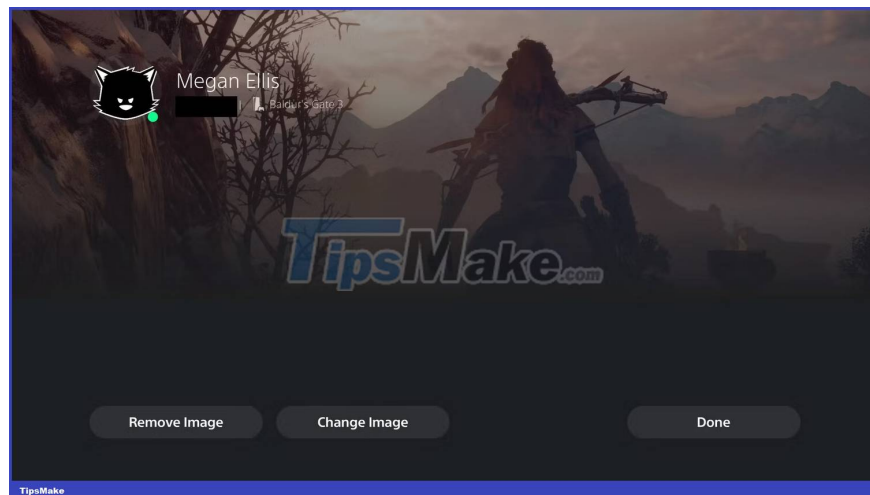 Megan Ellis
Baldur's Gate 3
TipsMake.com
Remove Image
Change Image
Done
TipsMake